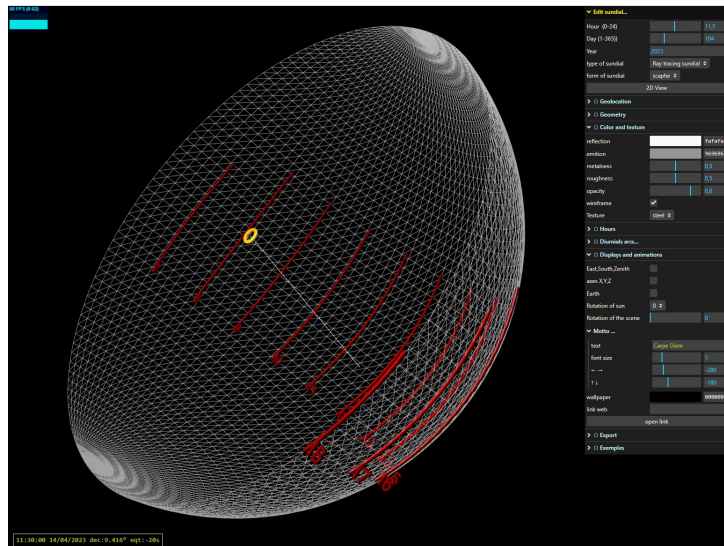 60 FPS (0-62)
Edit sundial...
Hour (0-24) 11,5
Day (1-365)) 104
Year 2023
type of sundial Ray tracing sundial
form of sundial scaphe
2D View
Geolocation
Geometry
Color and texture
reflection fafafa
emition 969696
metalness 0,5
roughness 0,5
opacity 0,8
wireframe
Texture steel
Hours
Diurnials arcs...
Displays and animations
East,South,Zenith
axes X,Y,Z
Earth
Rotation of sun 0
Rotation of the scene 0
Motto ...
text Carpe Diem
font size 1
←→ -280
↑↓ -180
wallpaper 000000
link web
open link
Export
Exemples
11:30:00 14/04/2023 dec:9.416° eqt:-20s